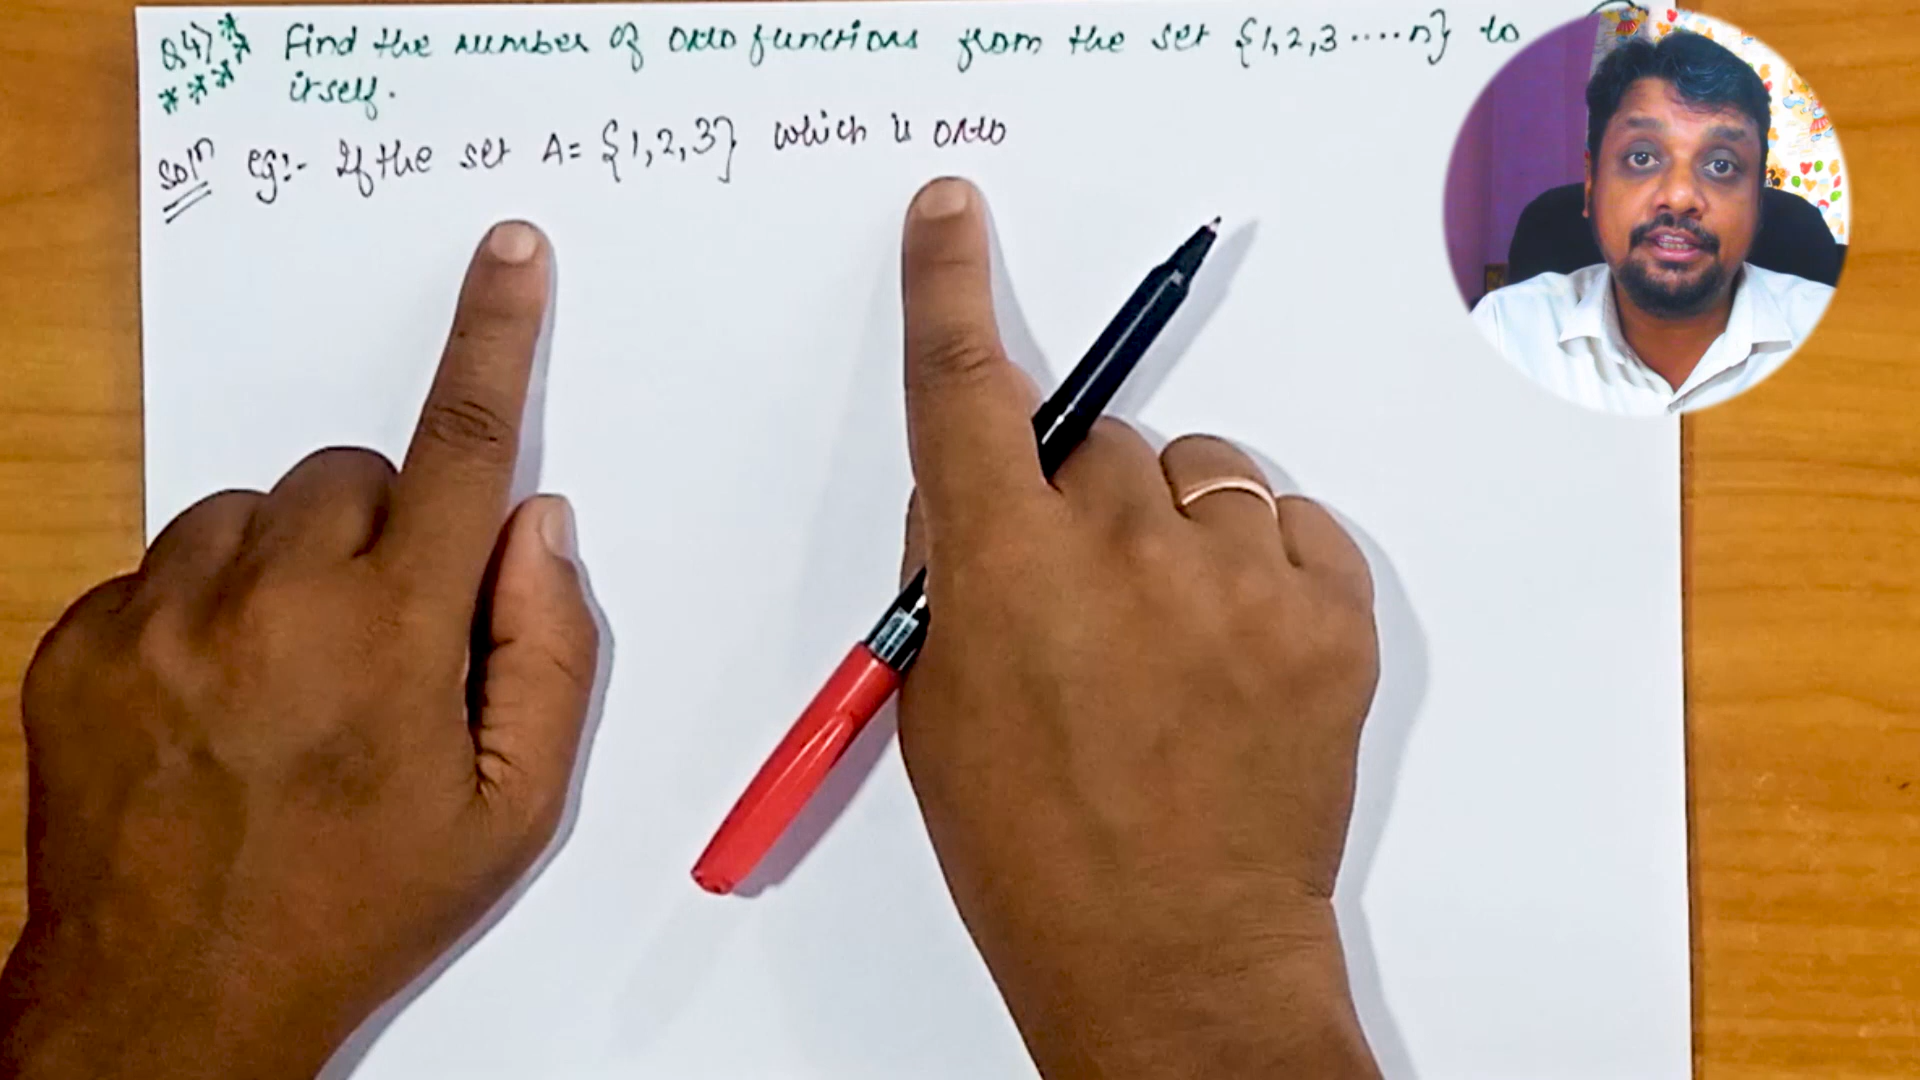 Q4) Find the number of onto functions from the set {1,2,3....n} to
itself.
Solⁿ eg:- If the set A = {1,2,3} which is onto